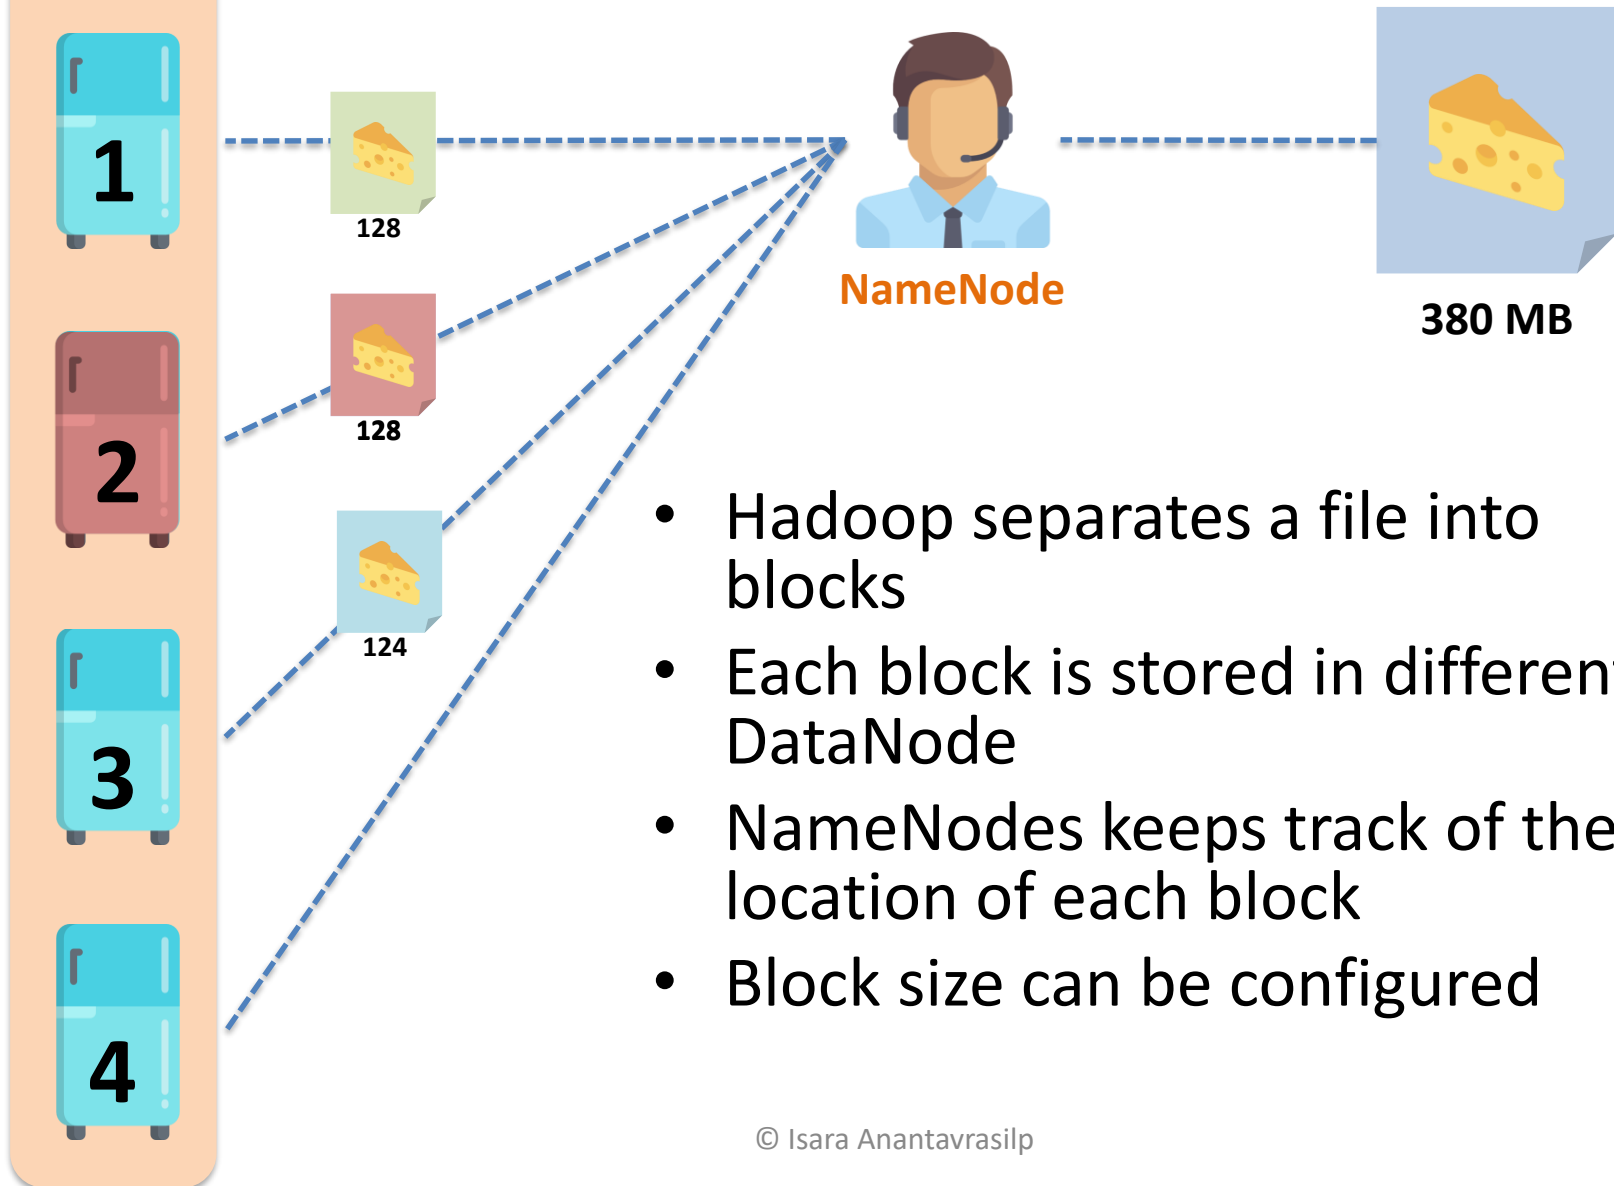 1
128
NameNode
380 MB
2
128
3
124
4
• Hadoop separates a file into
blocks
• Each block is stored in different
DataNode
• NameNodes keeps track of the
location of each block
• Block size can be configured
© Isara Anantavrasilp